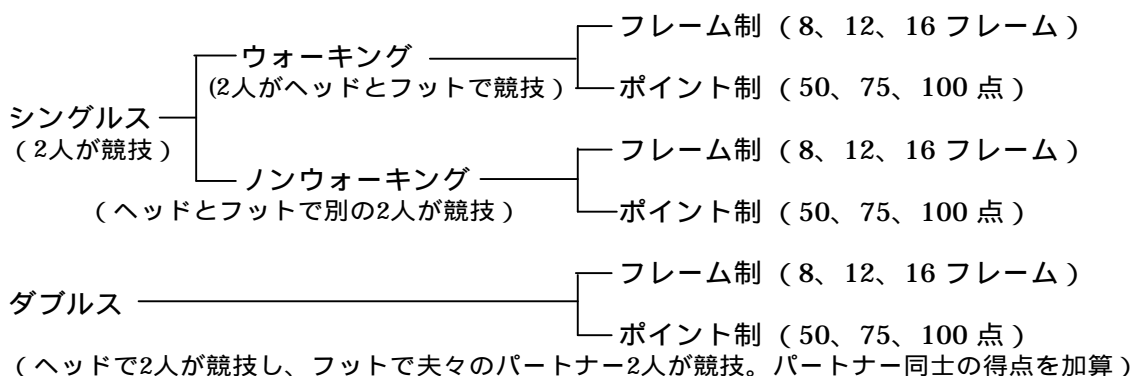 フレーム制（8、12、16 フレーム）
ウォーキング
(2人がヘッドとフットで競技）
ポイント制（50、75、100 点）
シングルス
（2人が競技）
フレーム制（8、12、16 フレーム）
ノンウォーキング
（ヘッドとフットで別の2人が競技）
ポイント制（50、75、100 点）
フレーム制（8、12、16 フレーム）
ダブルス
ポイント制（50、75、100 点）
（ヘッドで2人が競技し、フットで未々のパートナー2人が競技。パートナー同士の得点を加算）